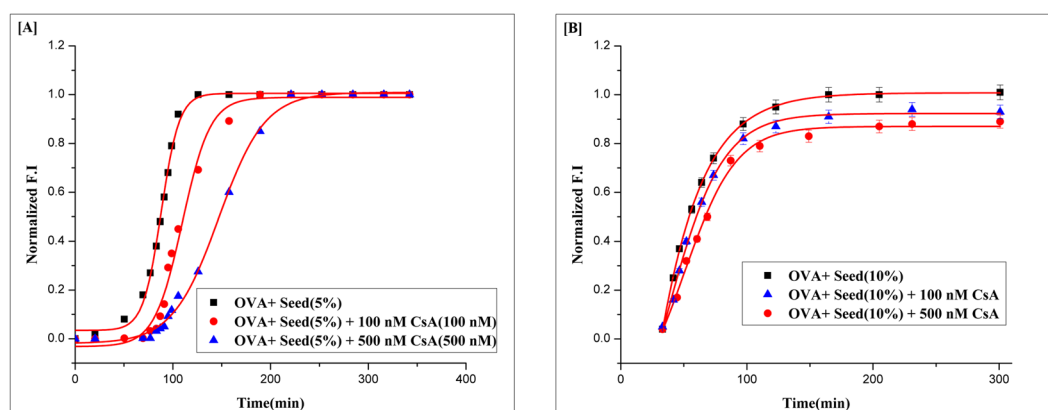 [A]
Normalized F.I
1.2
1.0
0.8
0.6
0.4
0.2
0.0
OVA+ Seed(5%)
OVA+ Seed(5%) + 100 nM CsA(100 nM)
OVA+ Seed(5%) + 500 nM CsA(500 nM)
0 100 200 300 400
Time(min)
[B]
Normalized F.I
1.2
1.0
0.8
0.6
0.4
0.2
0.0
OVA+ Seed(10%)
OVA+ Seed(10%) + 100 nM CsA
OVA+ Seed(10%) + 500 nM CsA
0 100 200 300
Time(min)